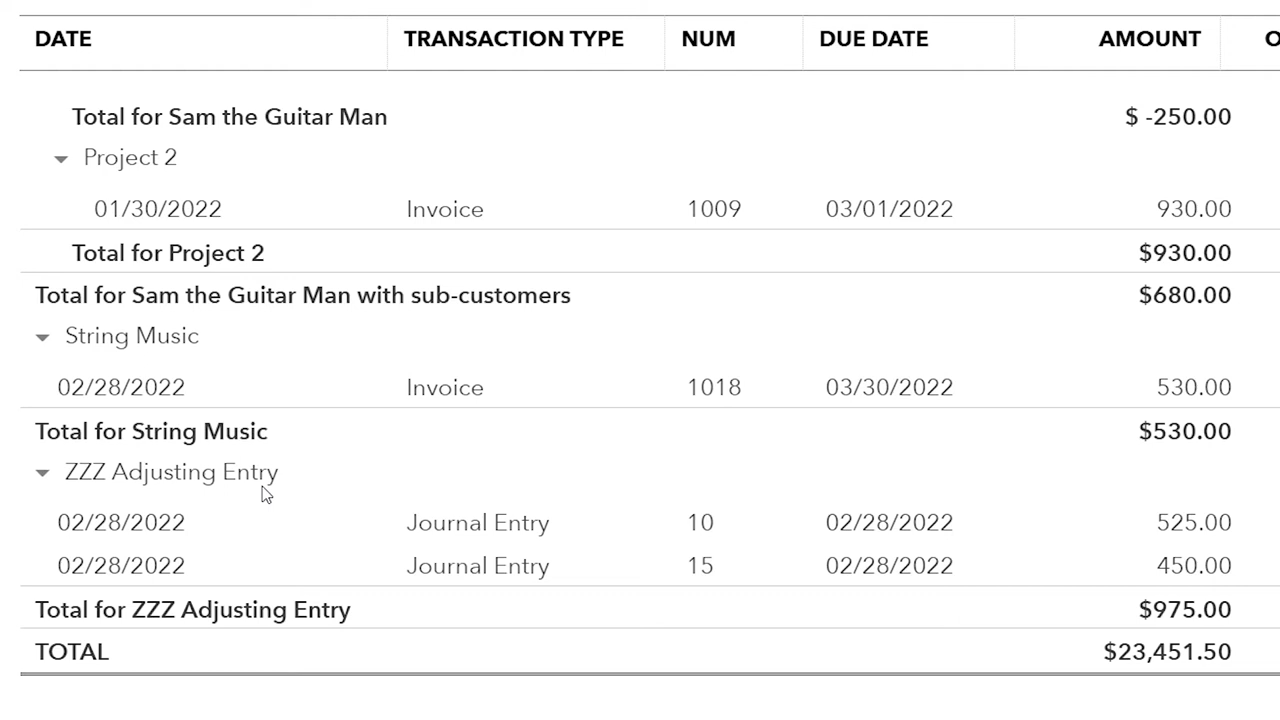 DATE TRANSACTION TYPE NUM DUE DATE AMOUNT O
Total for Sam the Guitar Man $ -250.00
Project 2
01/30/2022 Invoice 1009 03/01/2022 930.00
Total for Project 2 $930.00
Total for Sam the Guitar Man with sub-customers $680.00
String Music
02/28/2022 Invoice 1018 03/30/2022 530.00
Total for String Music $530.00
ZZZ Adjusting Entry
02/28/2022 Journal Entry 10 02/28/2022 525.00
02/28/2022 Journal Entry 15 02/28/2022 450.00
Total for ZZZ Adjusting Entry $975.00
TOTAL $23,451.50